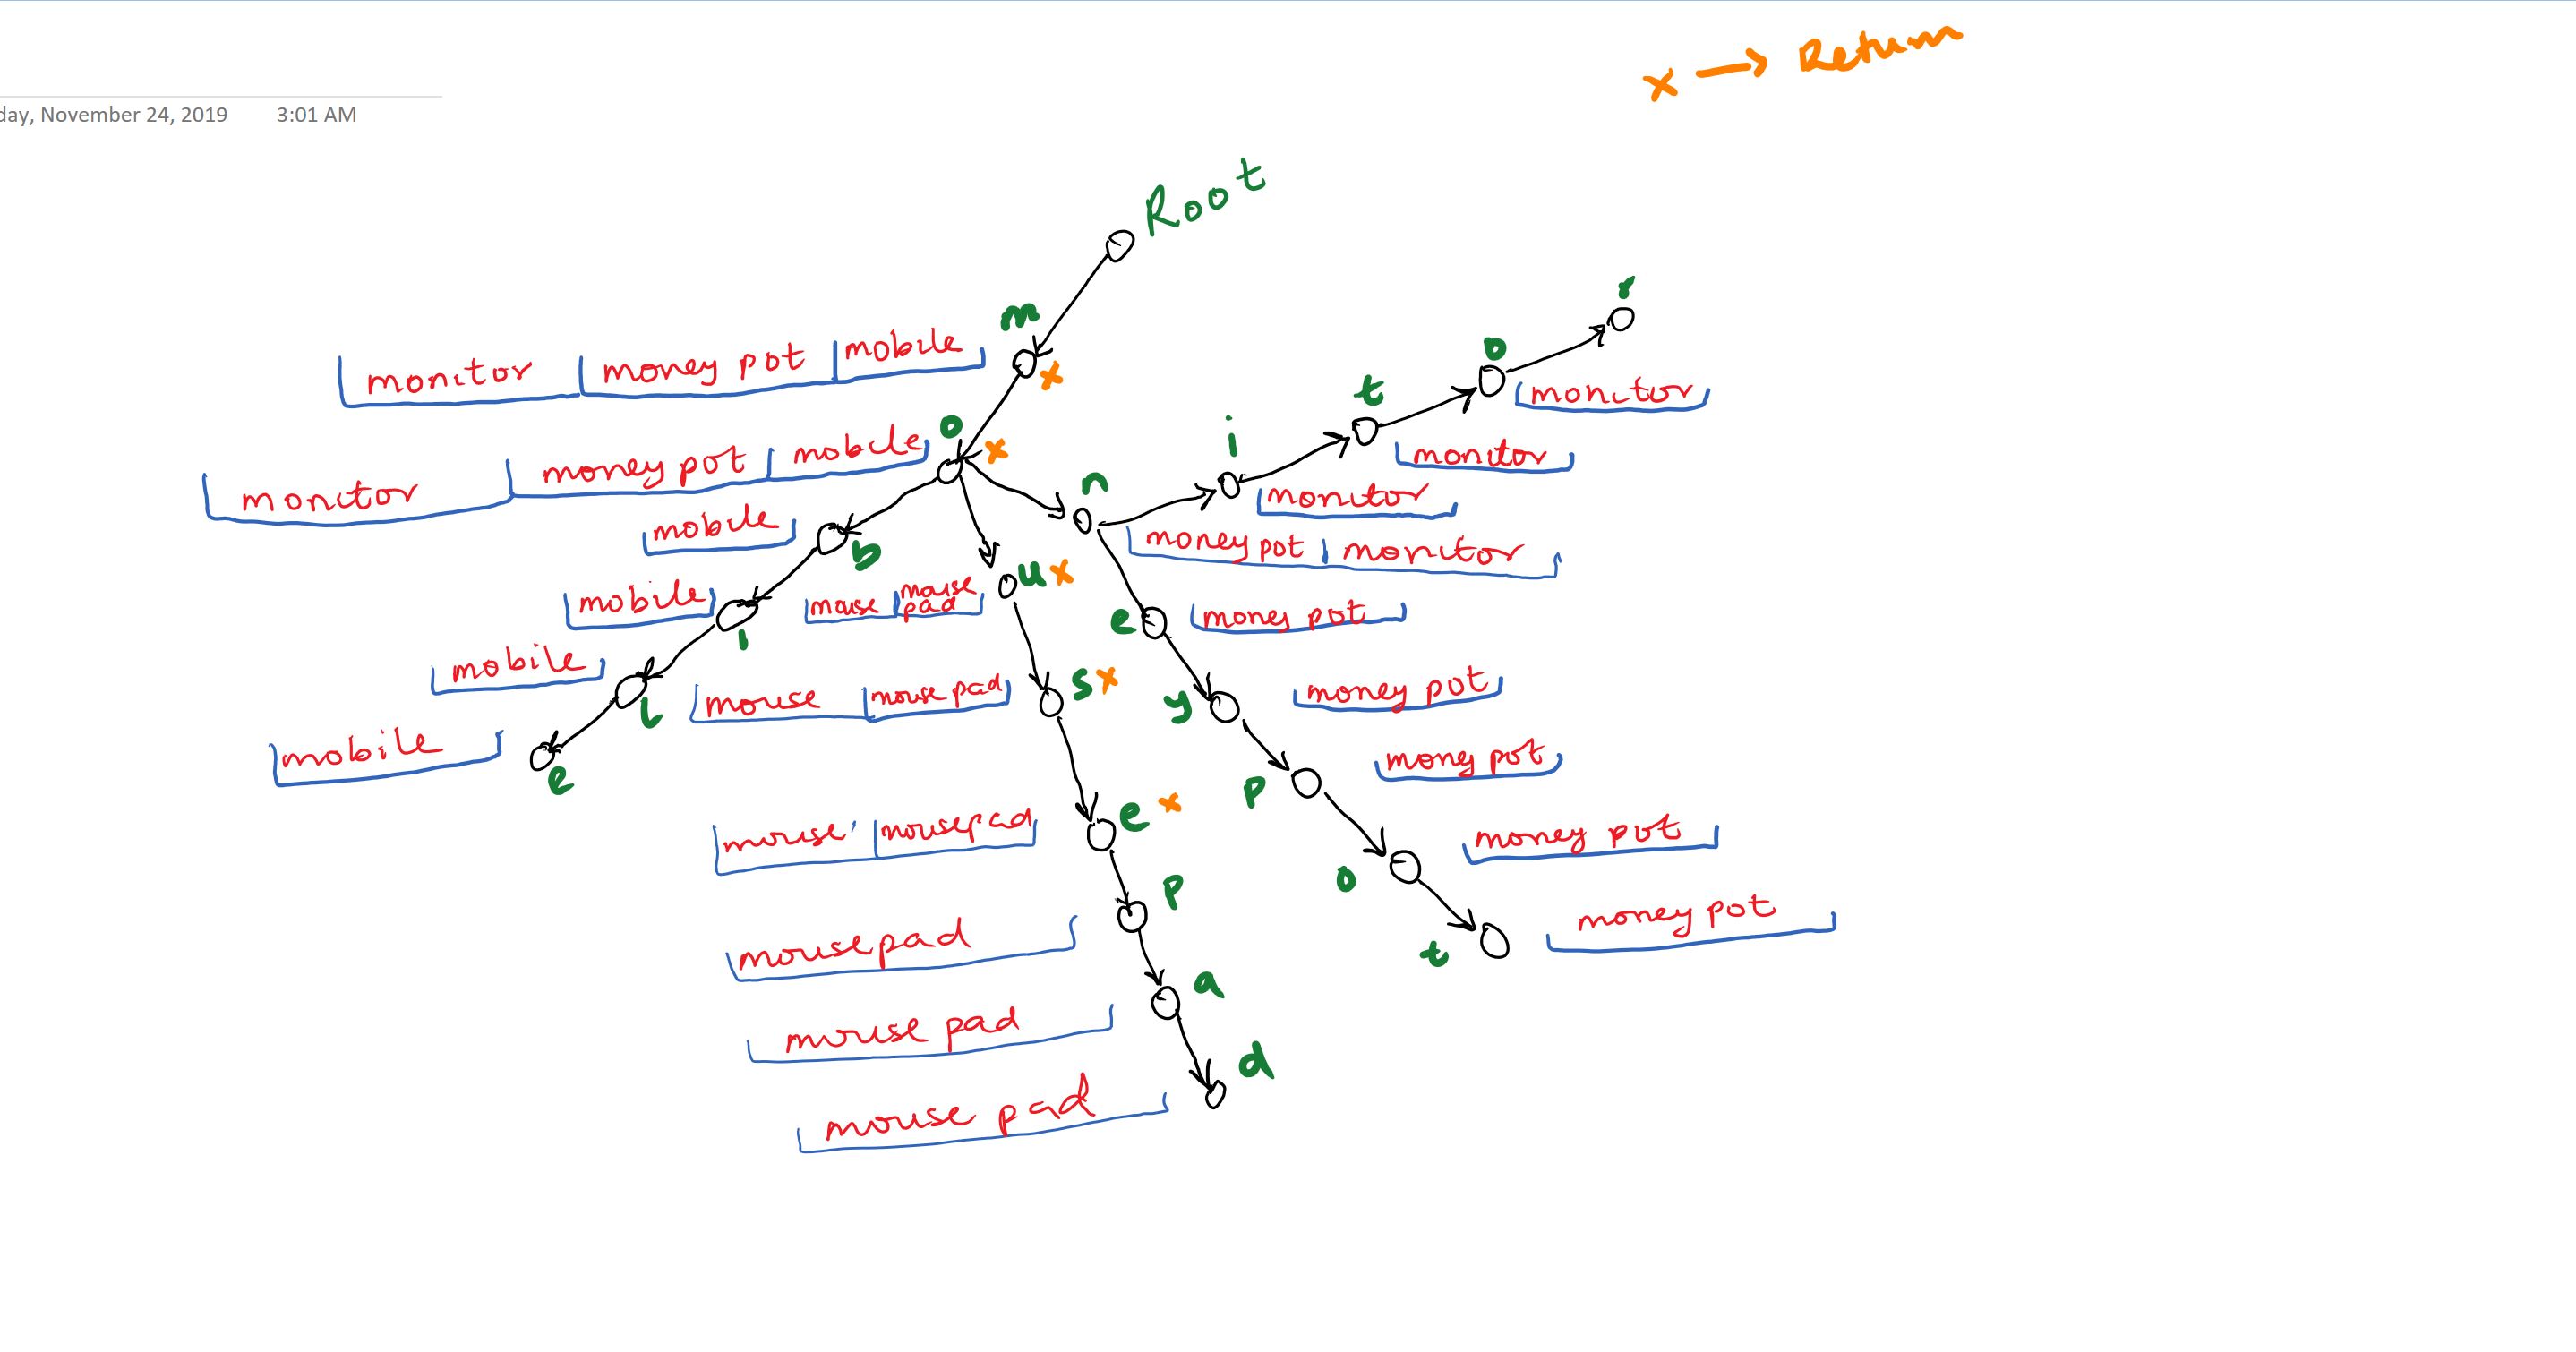 x → Return
day, November 24, 2019 3:01 AM
Root
m
x
monitor money pot mobile
r
o
monitor
o
x
monitor money pot mobile
t
monitor
i
monitor
n
money pot monitor
mobile
b
u x
mouse mouse pad
mobile
i
e
money pot
mobile
l
s x
mouse mouse pad
y
money pot
mobile
e
p
mony pot
e x
mouse mousepad
o
money pot
p
mousepad
t
money pot
a
mouse pad
d
mouse pad